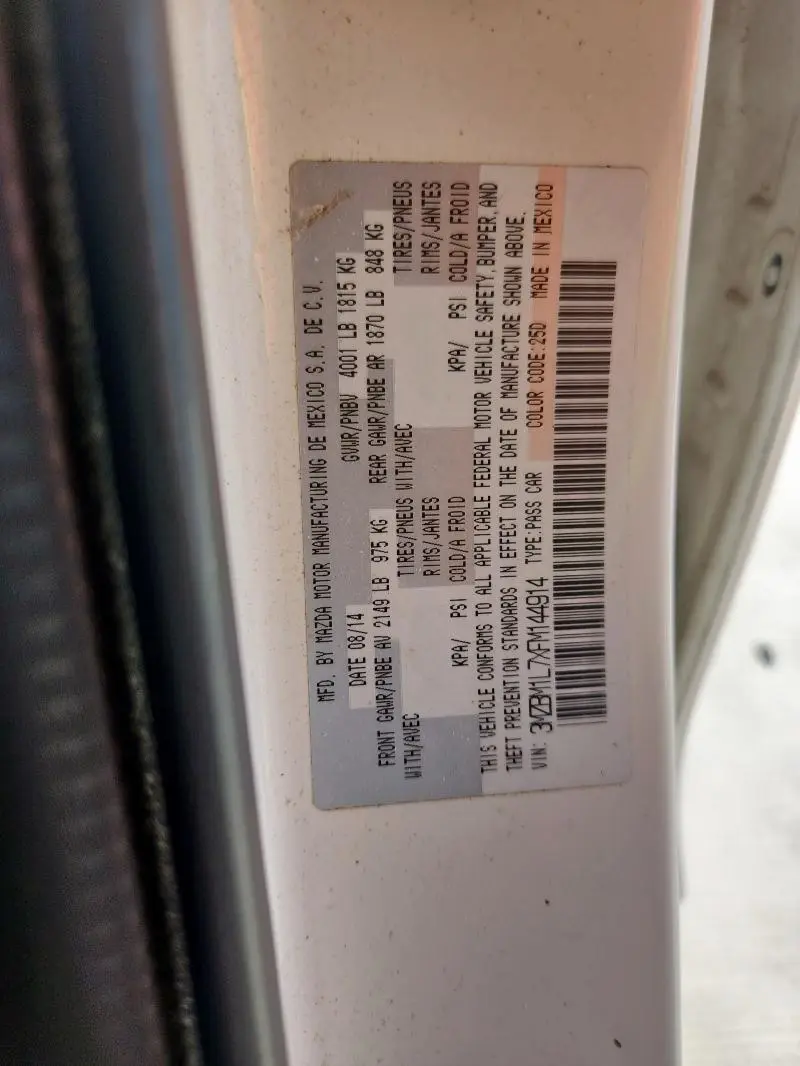 MFD. BY MAZDA MOTOR MANUFACTURING DE MEXICO S.A. DE C.V.
DATE 08/14 GVWR/PNBV 4001 LB 1815 KG
FRONT GAWR/PNBE AV 2149 LB 975 KG REAR GAWR/PNBE AR 1870 LB 848 KG
WITH/AVEC TIRES/PNEUS WITH/AVEC TIRES/PNEUS
RIMS/JANTES RIMS/JANTES
KPA/ PSI COLD/A FROID KPA/ PSI COLD/A FROID
THIS VEHICLE CONFORMS TO ALL APPLICABLE FEDERAL MOTOR VEHICLE SAFETY, BUMPER, AND
THEFT PREVENTION STANDARDS IN EFFECT ON THE DATE OF MANUFACTURE SHOWN ABOVE.
VIN: 3MZBM1L7XFM144914 TYPE:PASS CAR COLOR CODE:25D MADE IN MEXICO